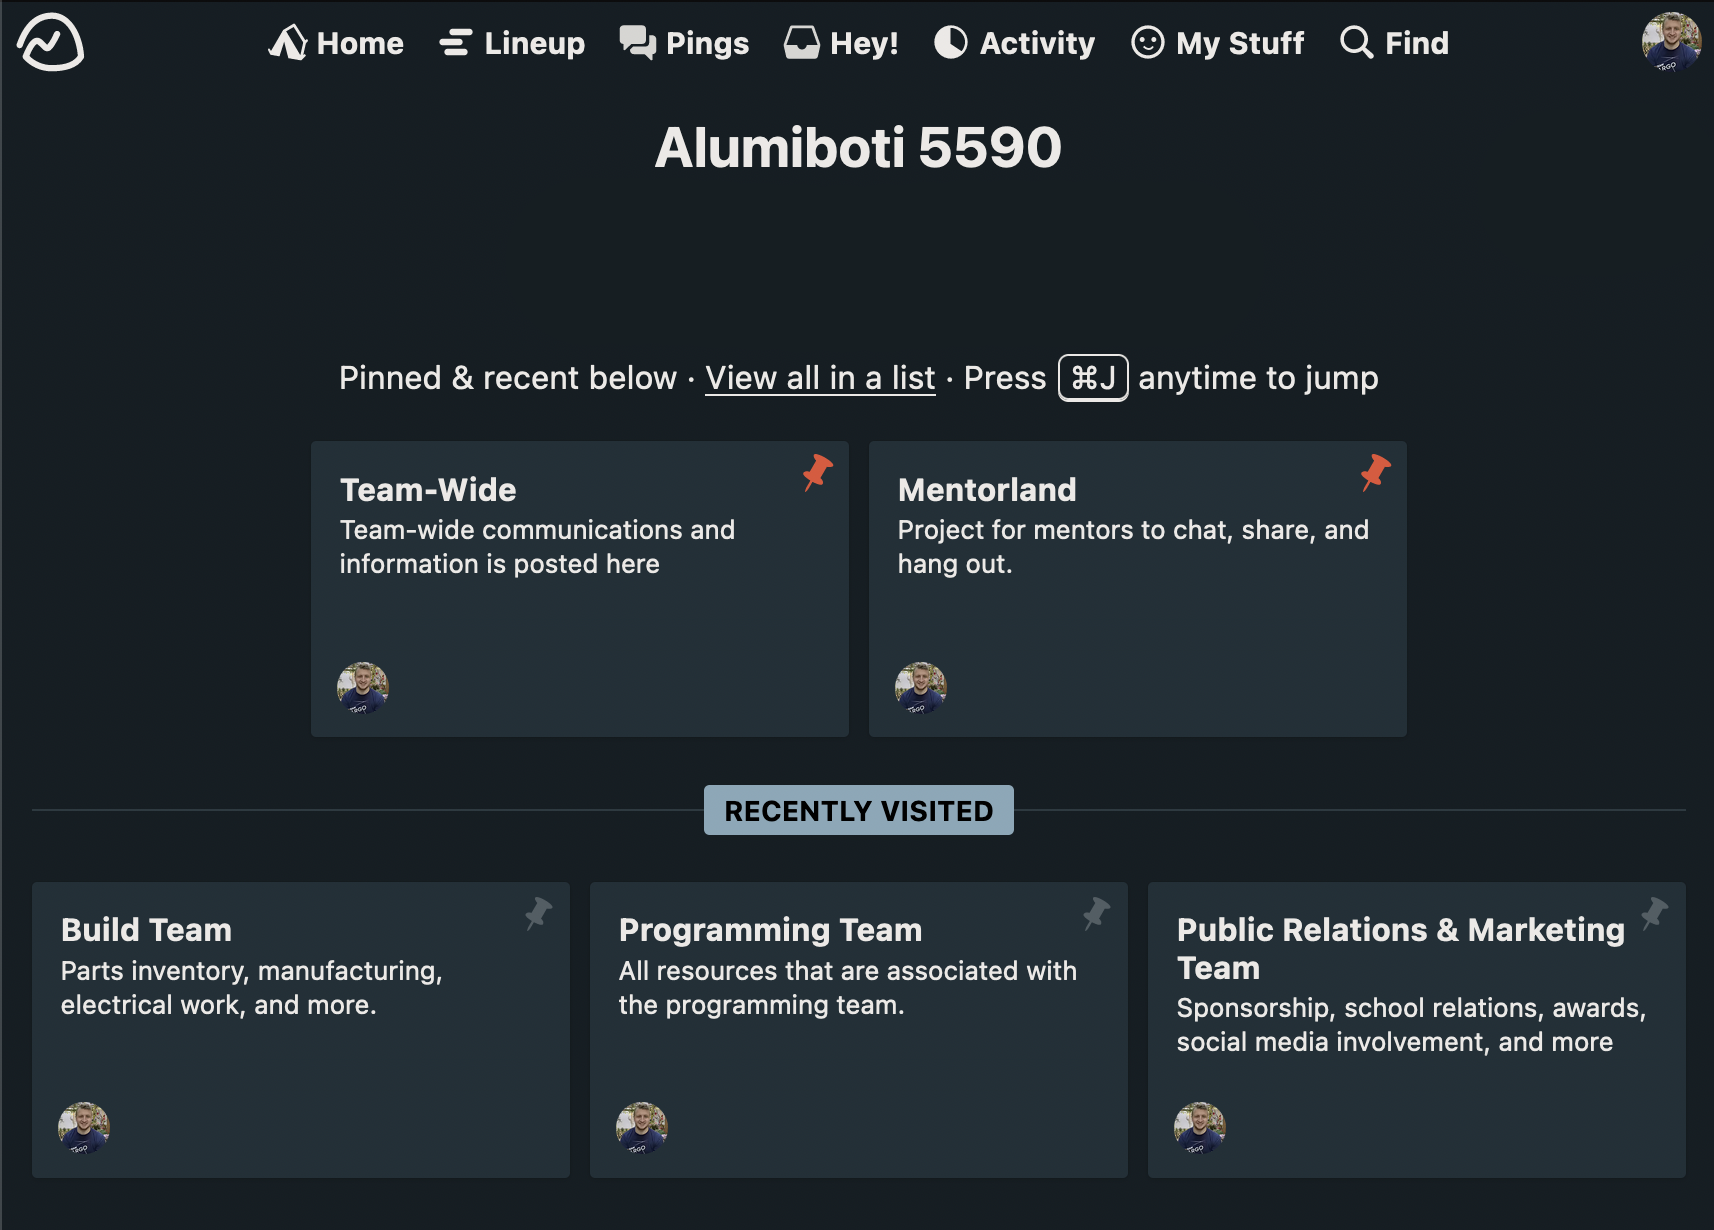 Home Lineup Pings Hey! Activity My Stuff Find
Alumiboti 5590
Pinned & recent below · View all in a list · Press ⌘J anytime to jump
Team-Wide
Team-wide communications and
information is posted here
Mentorland
Project for mentors to chat, share, and
hang out.
RECENTLY VISITED
Build Team
Parts inventory, manufacturing,
electrical work, and more.
Programming Team
All resources that are associated with
the programming team.
Public Relations & Marketing
Team
Sponsorship, school relations, awards,
social media involvement, and more